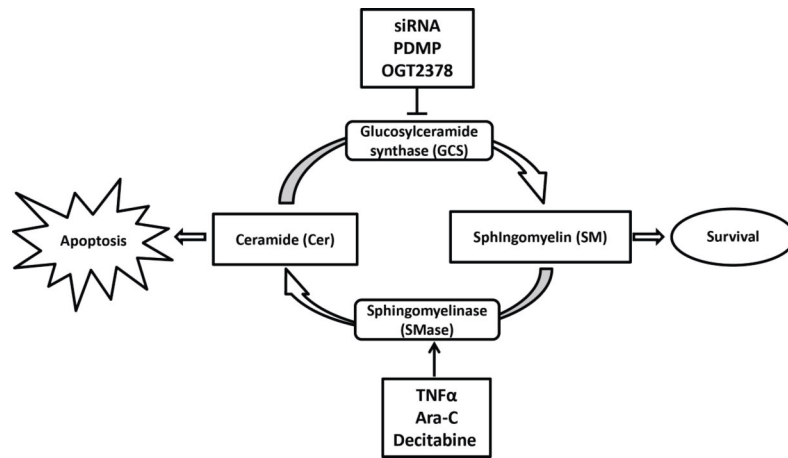 siRNA
PDMP
OGT2378
Glucosylceramide
synthase (GCS)
Apoptosis
Ceramide (Cer)
SphIngomyelin (SM)
Survival
Sphingomyelinase
(SMase)
TNFα
Ara-C
Decitabine